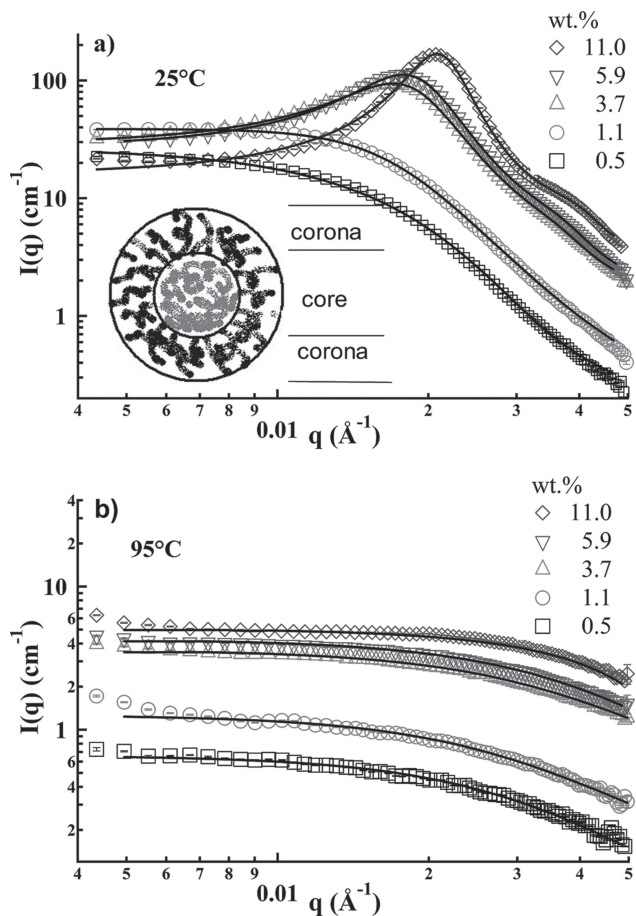 a)
25°C
wt.%
11.0
5.9
3.7
1.1
0.5
100
10
1
I(q) (cm⁻¹)
corona
core
corona
4 5 6 7 8 9 2 3 4 5
0.01
q (Å⁻¹)
b)
95°C
wt.%
11.0
5.9
3.7
1.1
0.5
4
2
10
6
4
2
1
6
4
2
I(q) (cm⁻¹)
4 5 6 7 8 9 2 3 4 5
0.01
q (Å⁻¹)